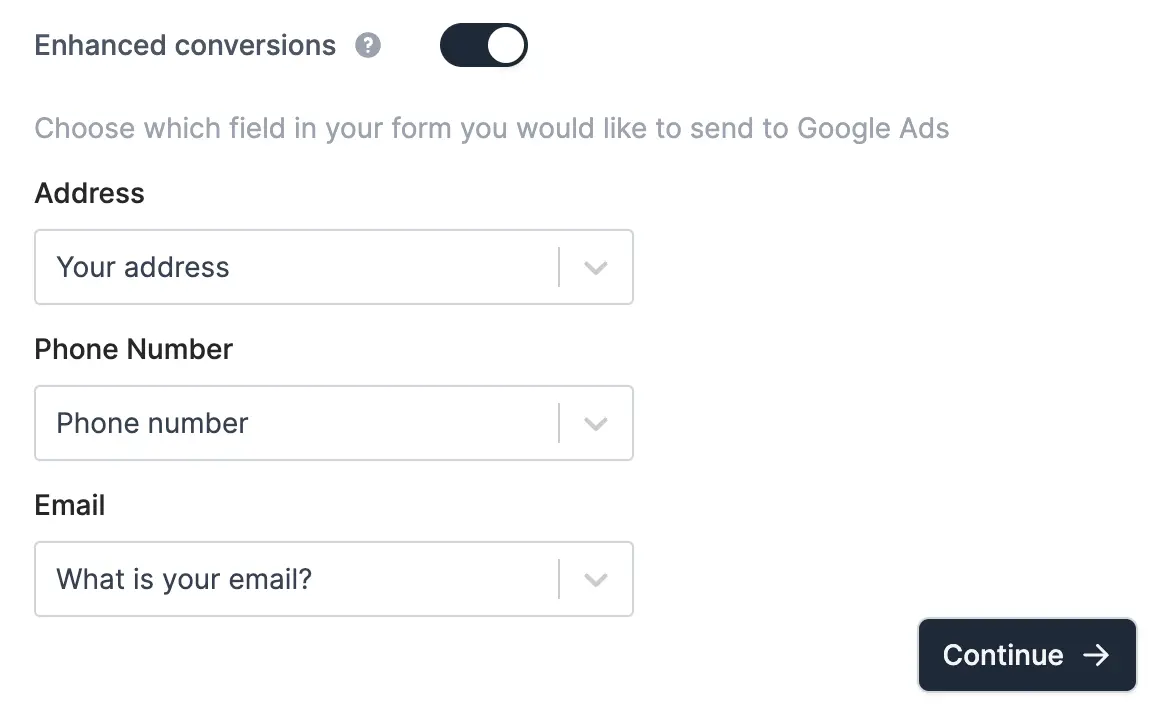 Enhanced conversions ?
Choose which field in your form you would like to send to Google Ads
Address
Your address
Phone Number
Phone number
Email
What is your email?
Continue →